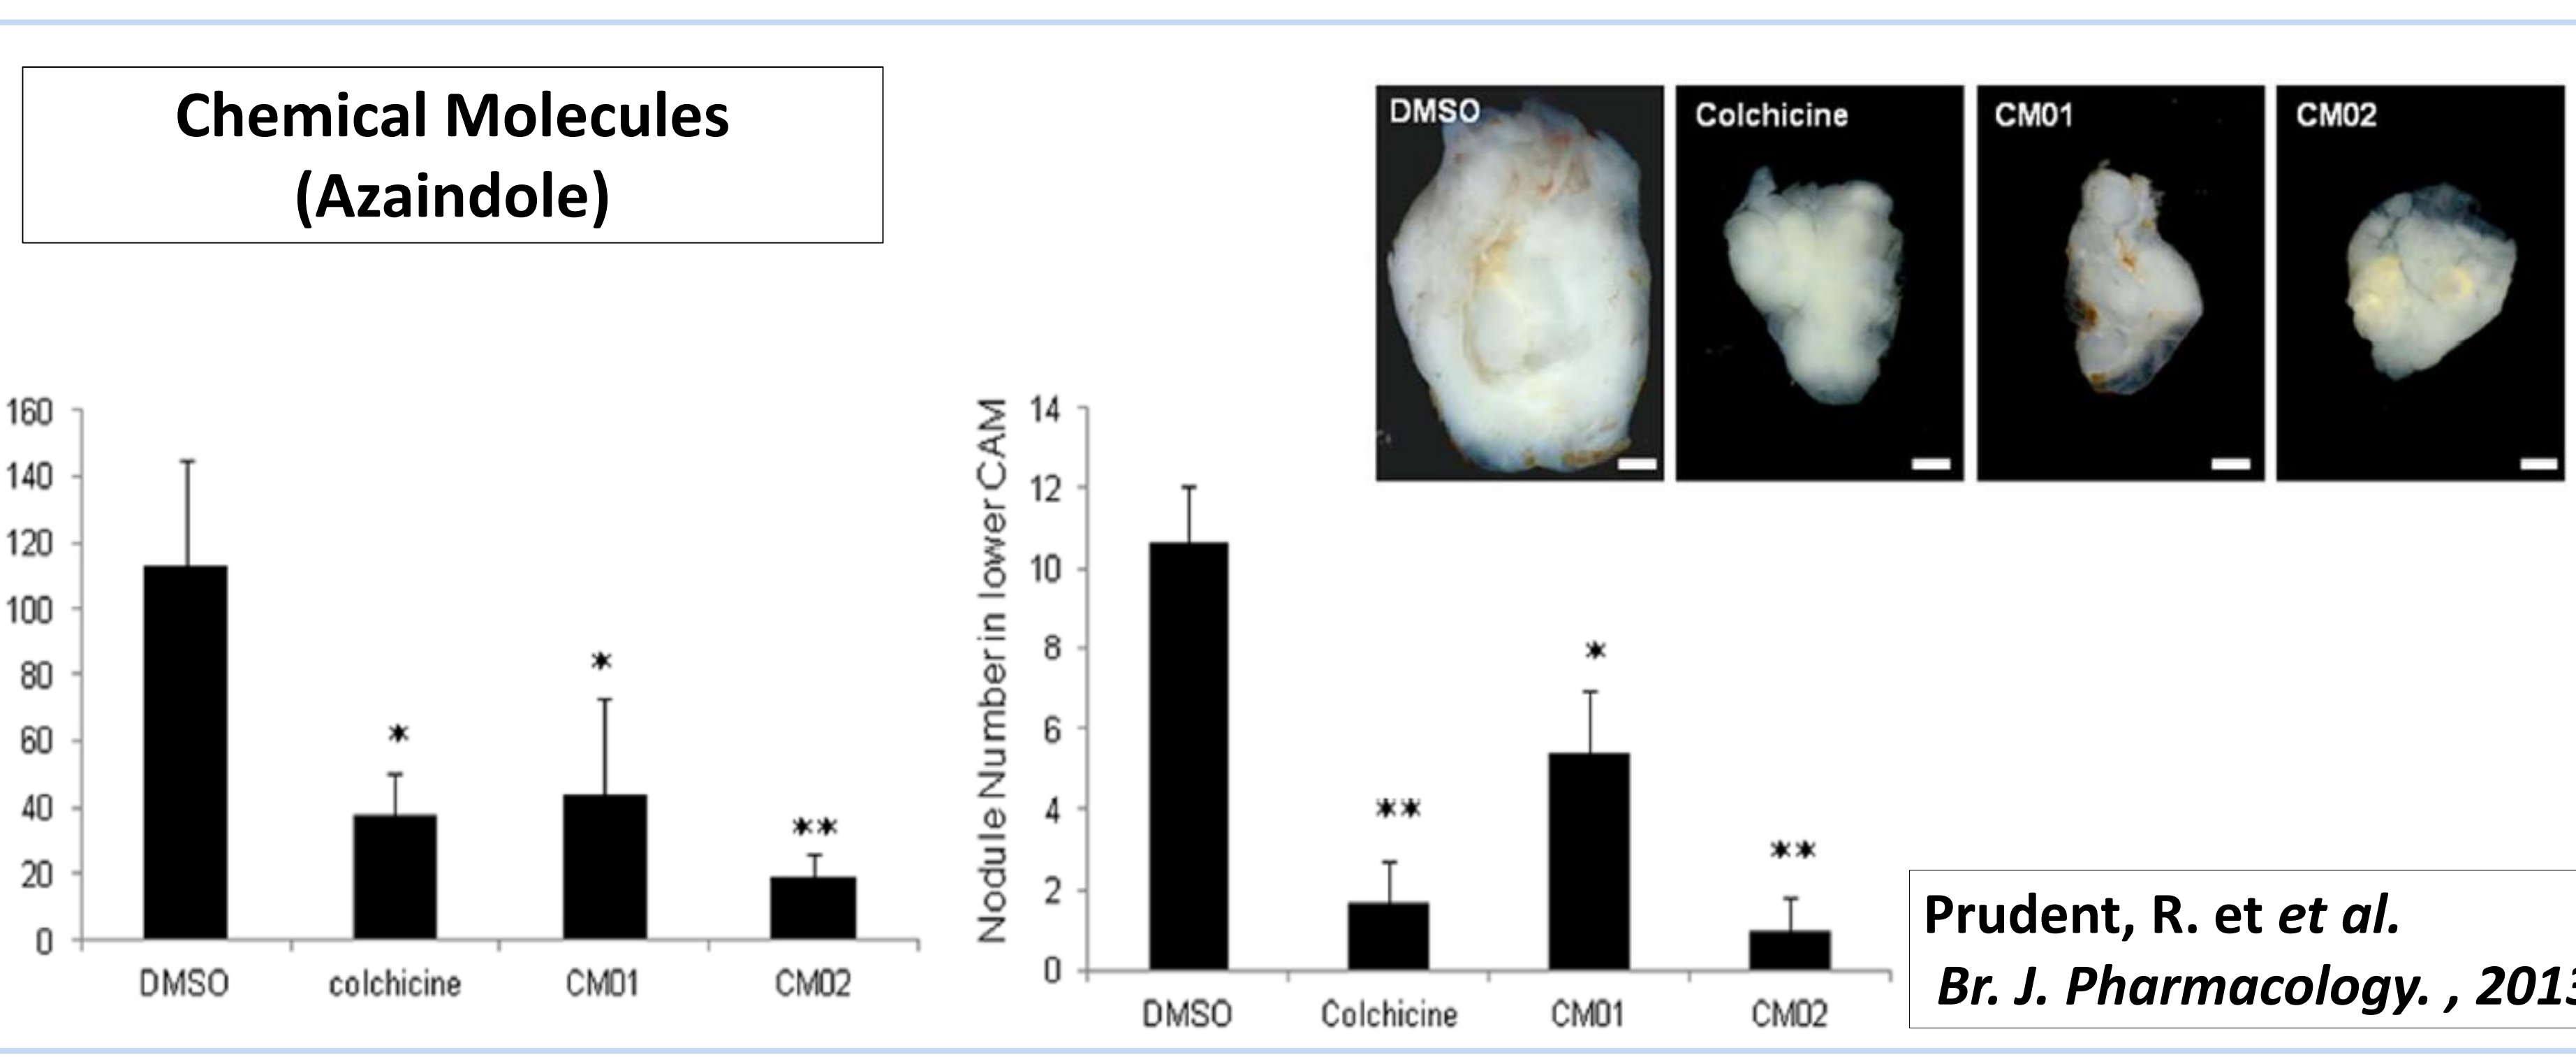 Chemical Molecules
(Azaindole)
DMSO
Colchicine
CM01
CM02
160
140
120
100
80
60
40
20
0
*
*
**
DMSO
colchicine
CM01
CM02
Nodule Number in lower CAM
14
12
10
8
6
4
2
0
**
*
**
DMSO
Colchicine
CM01
CM02
Prudent, R. et et al.
Br. J. Pharmacology. , 2013